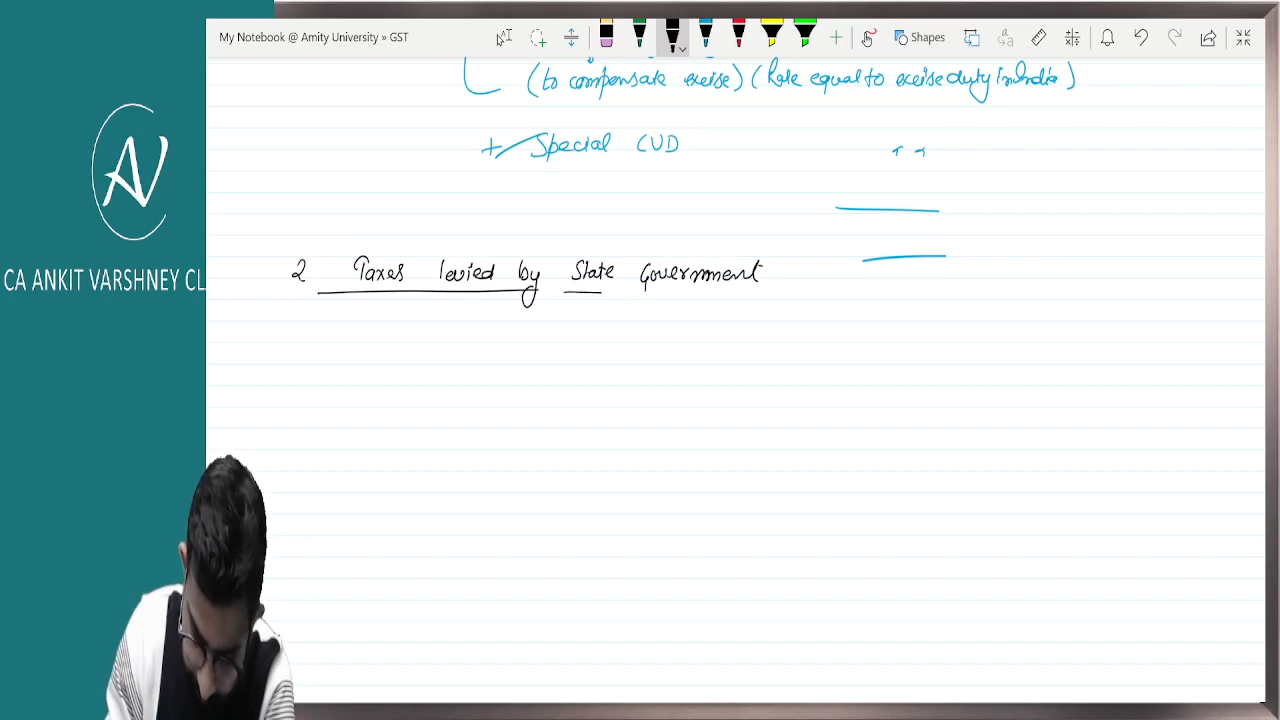 My Notebook @ Amity University » GST
Shapes
(to compensate excise) (Rate equal to excise duty in India)
+ Special CVD
AV
CA ANKIT VARSHNEY CL
2 Taxes levied by State Government